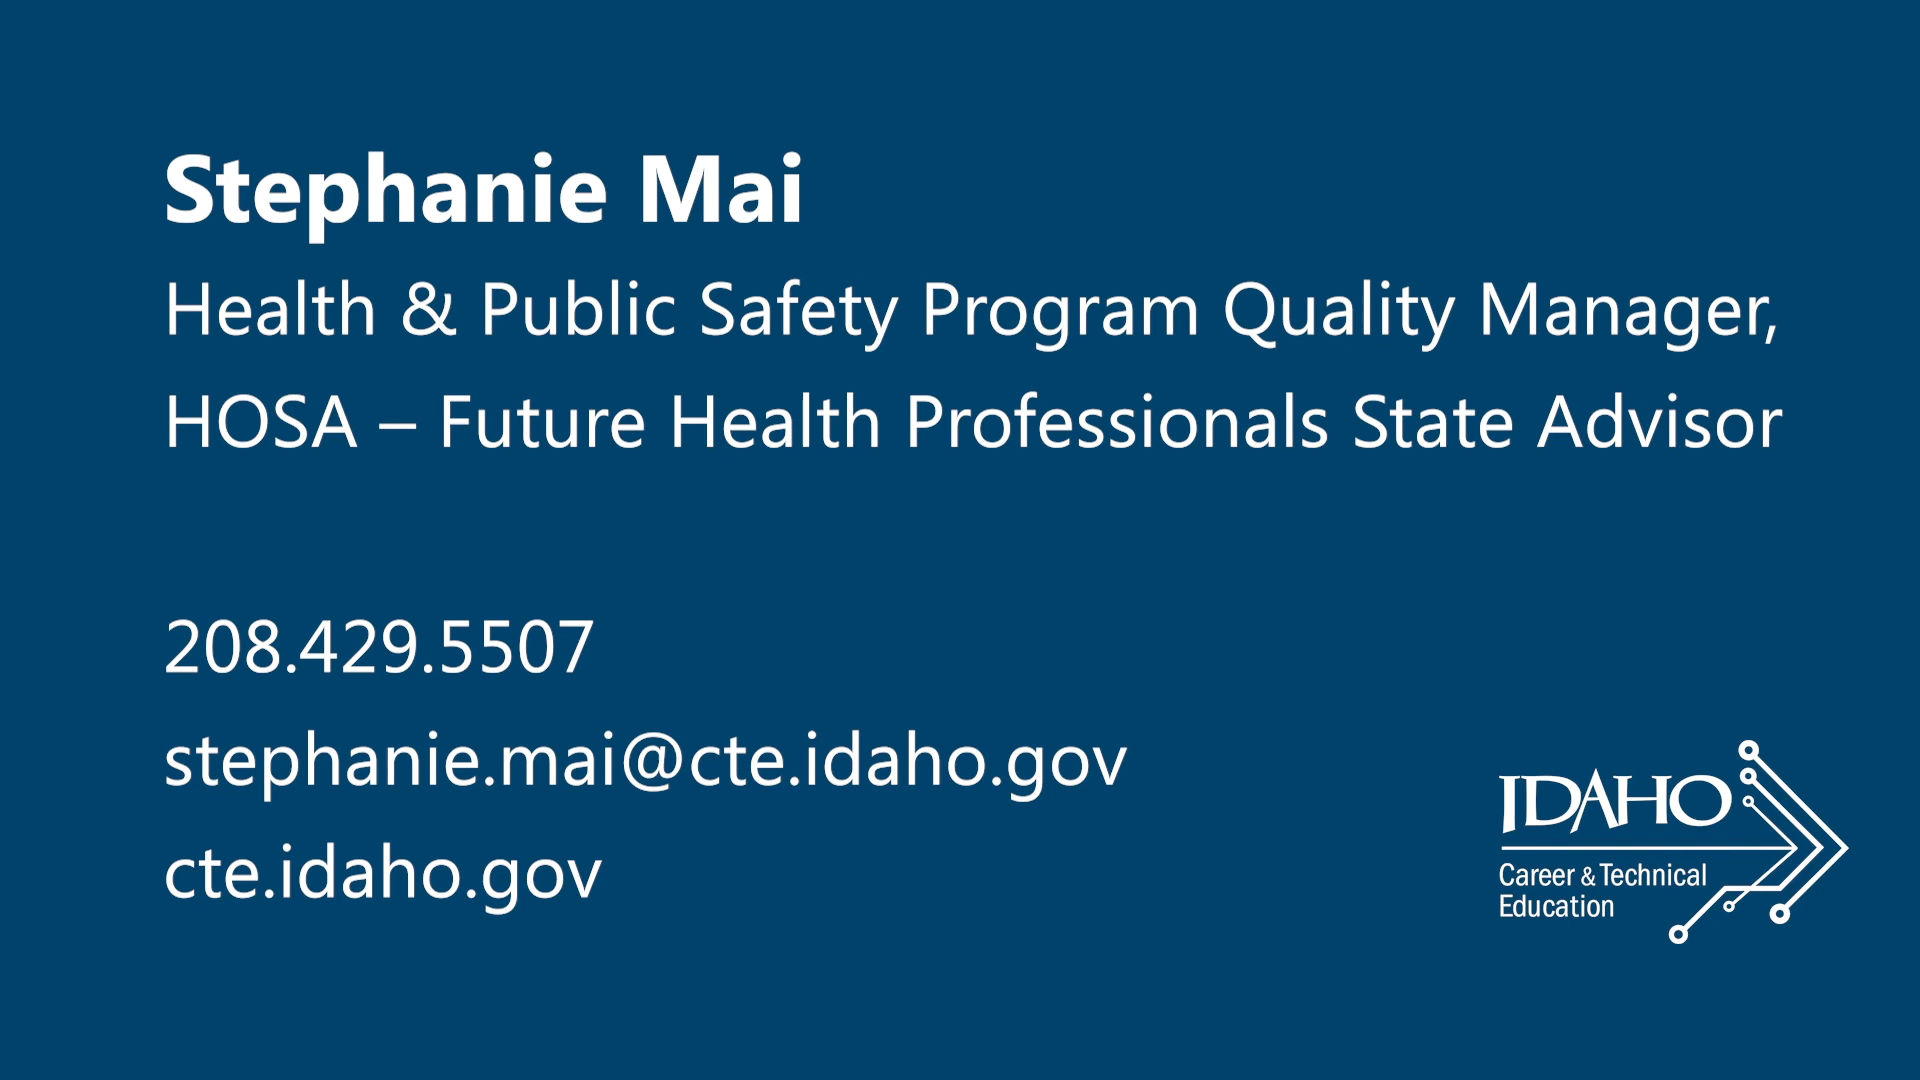 Stephanie Mai
Health & Public Safety Program Quality Manager,
HOSA – Future Health Professionals State Advisor
208.429.5507
stephanie.mai@cte.idaho.gov
cte.idaho.gov
IDAHO
Career & Technical
Education